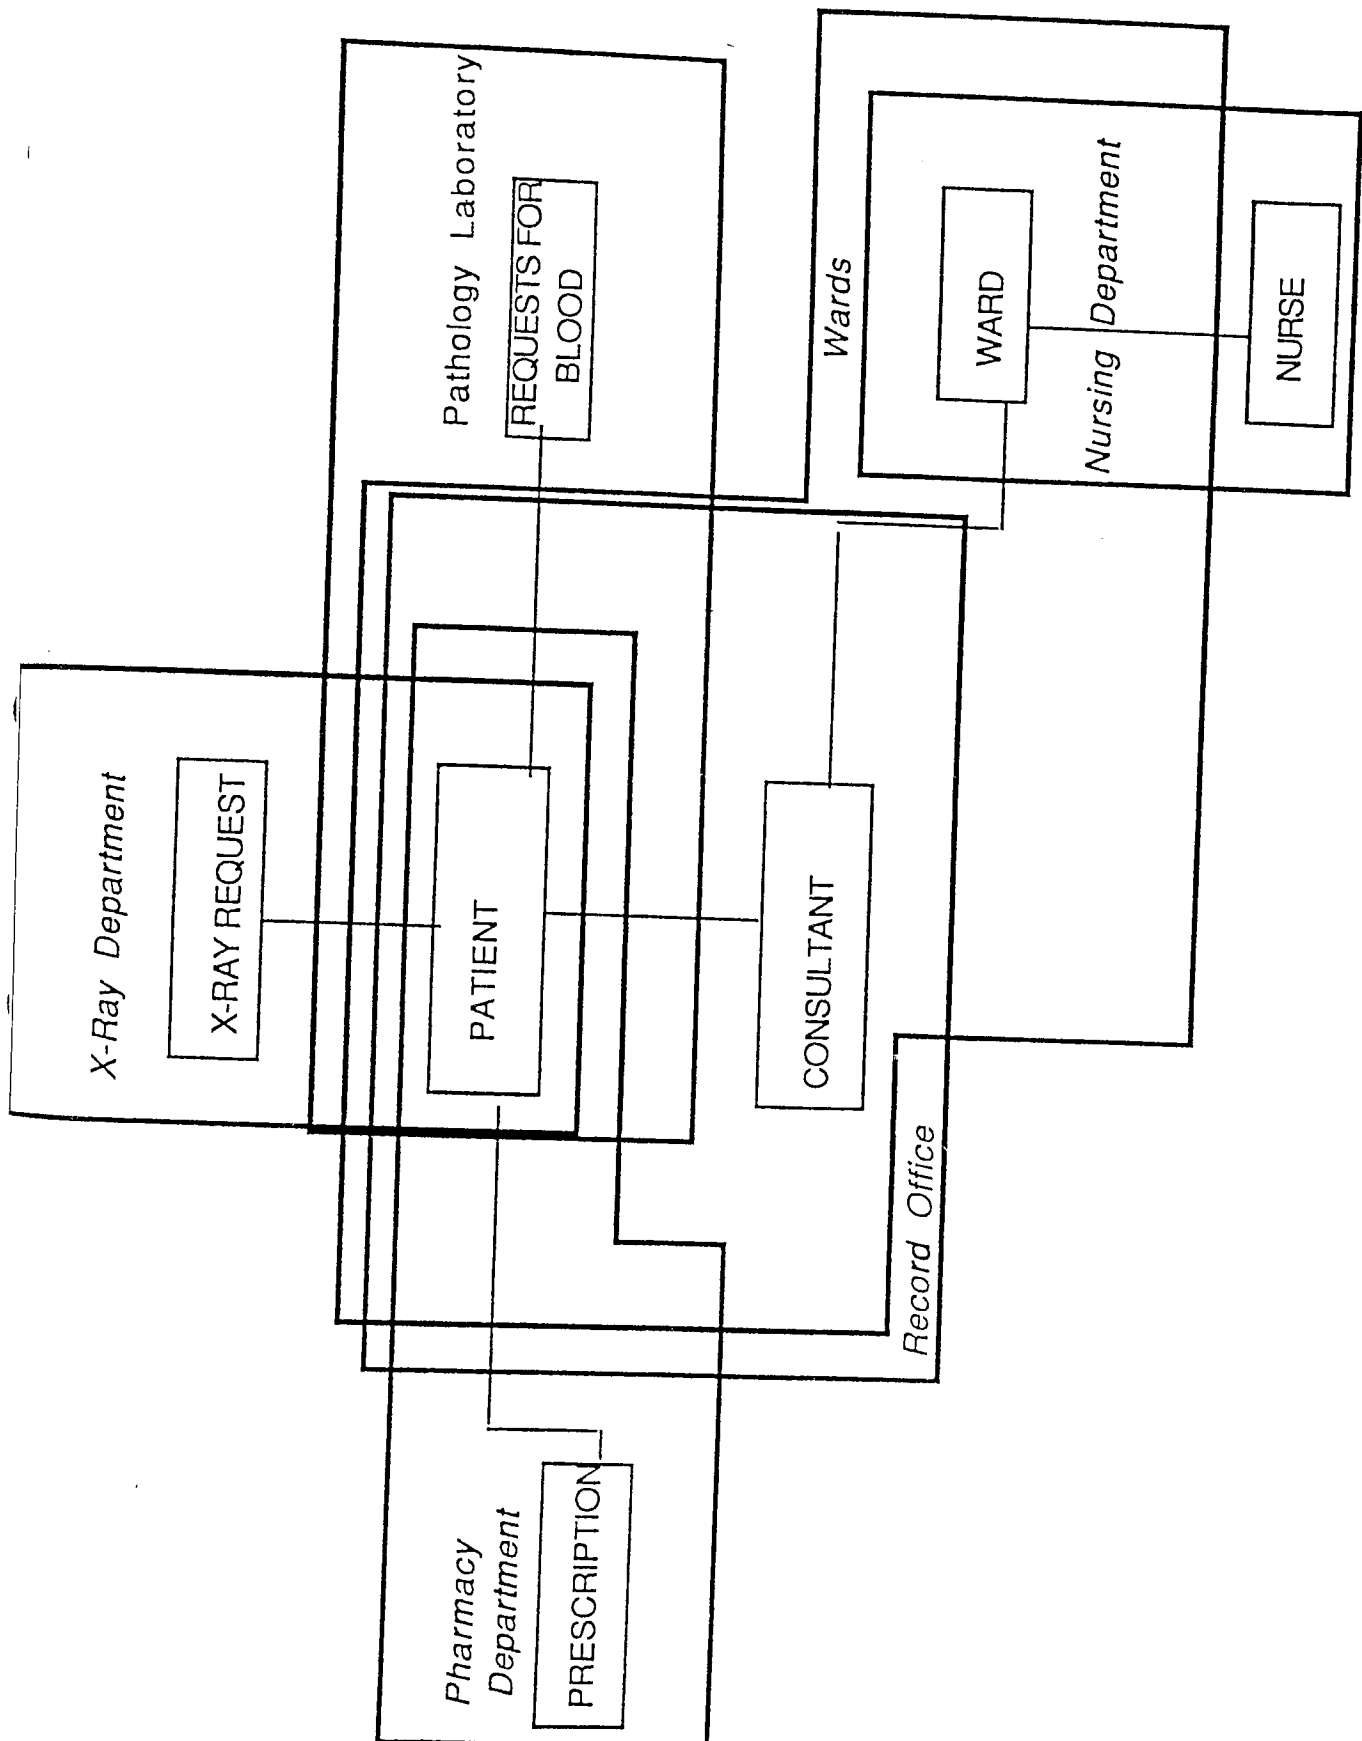 X-Ray Department
X-RAY REQUEST
Pharmacy
Department
PRESCRIPTION
PATIENT
Pathology Laboratory
REQUESTS FOR
BLOOD
CONSULTANT
Record Office
Wards
WARD
Nursing Department
NURSE